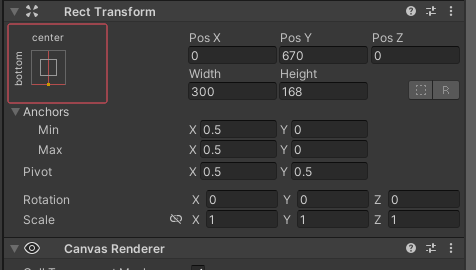 Rect Transform
center
bottom
Pos X Pos Y Pos Z
0 670 0
Width Height
300 168
R
Anchors
Min X 0.5 Y 0
Max X 0.5 Y 0
Pivot X 0.5 Y 0.5
Rotation X 0 Y 0 Z 0
Scale X 1 Y 1 Z 1
Canvas Renderer